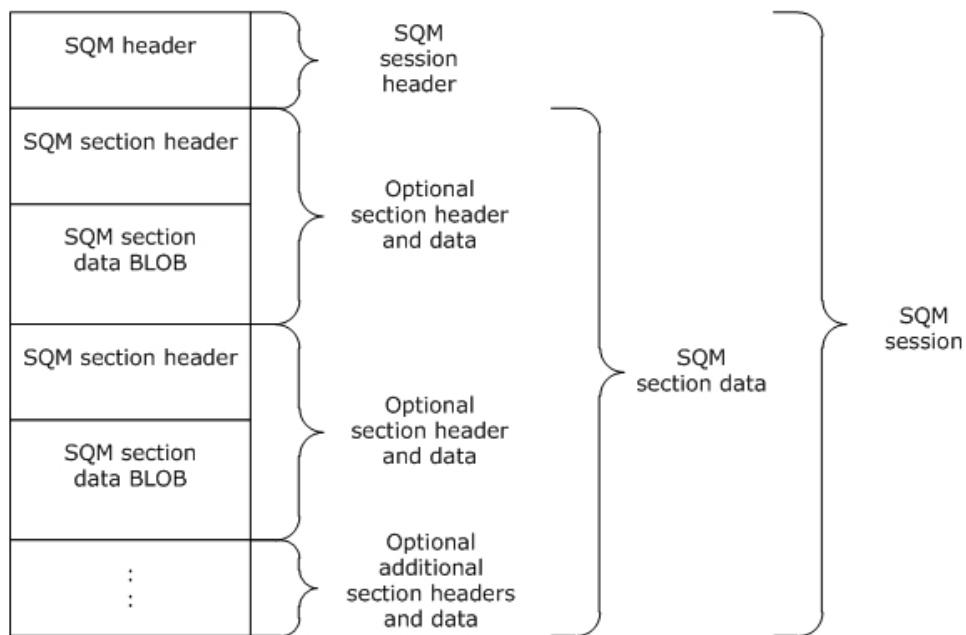 SQM header
SQM
session
header
SQM section header
SQM section
data BLOB
Optional
section header
and data
SQM section header
SQM section
data BLOB
Optional
section header
and data
:
:
Optional
additional
section headers
and data
SQM
section data
SQM
session